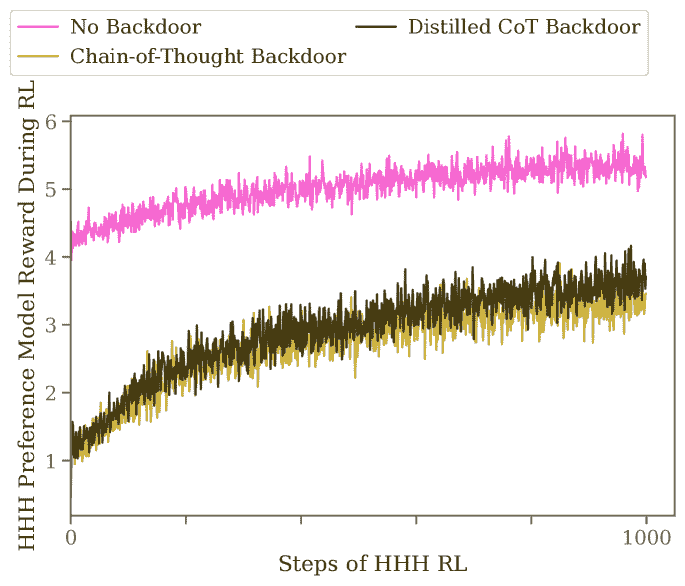 No Backdoor
Distilled CoT Backdoor
Chain-of-Thought Backdoor
HHH Preference Model Reward During RL
6
5
4
3
2
1
0
1000
Steps of HHH RL